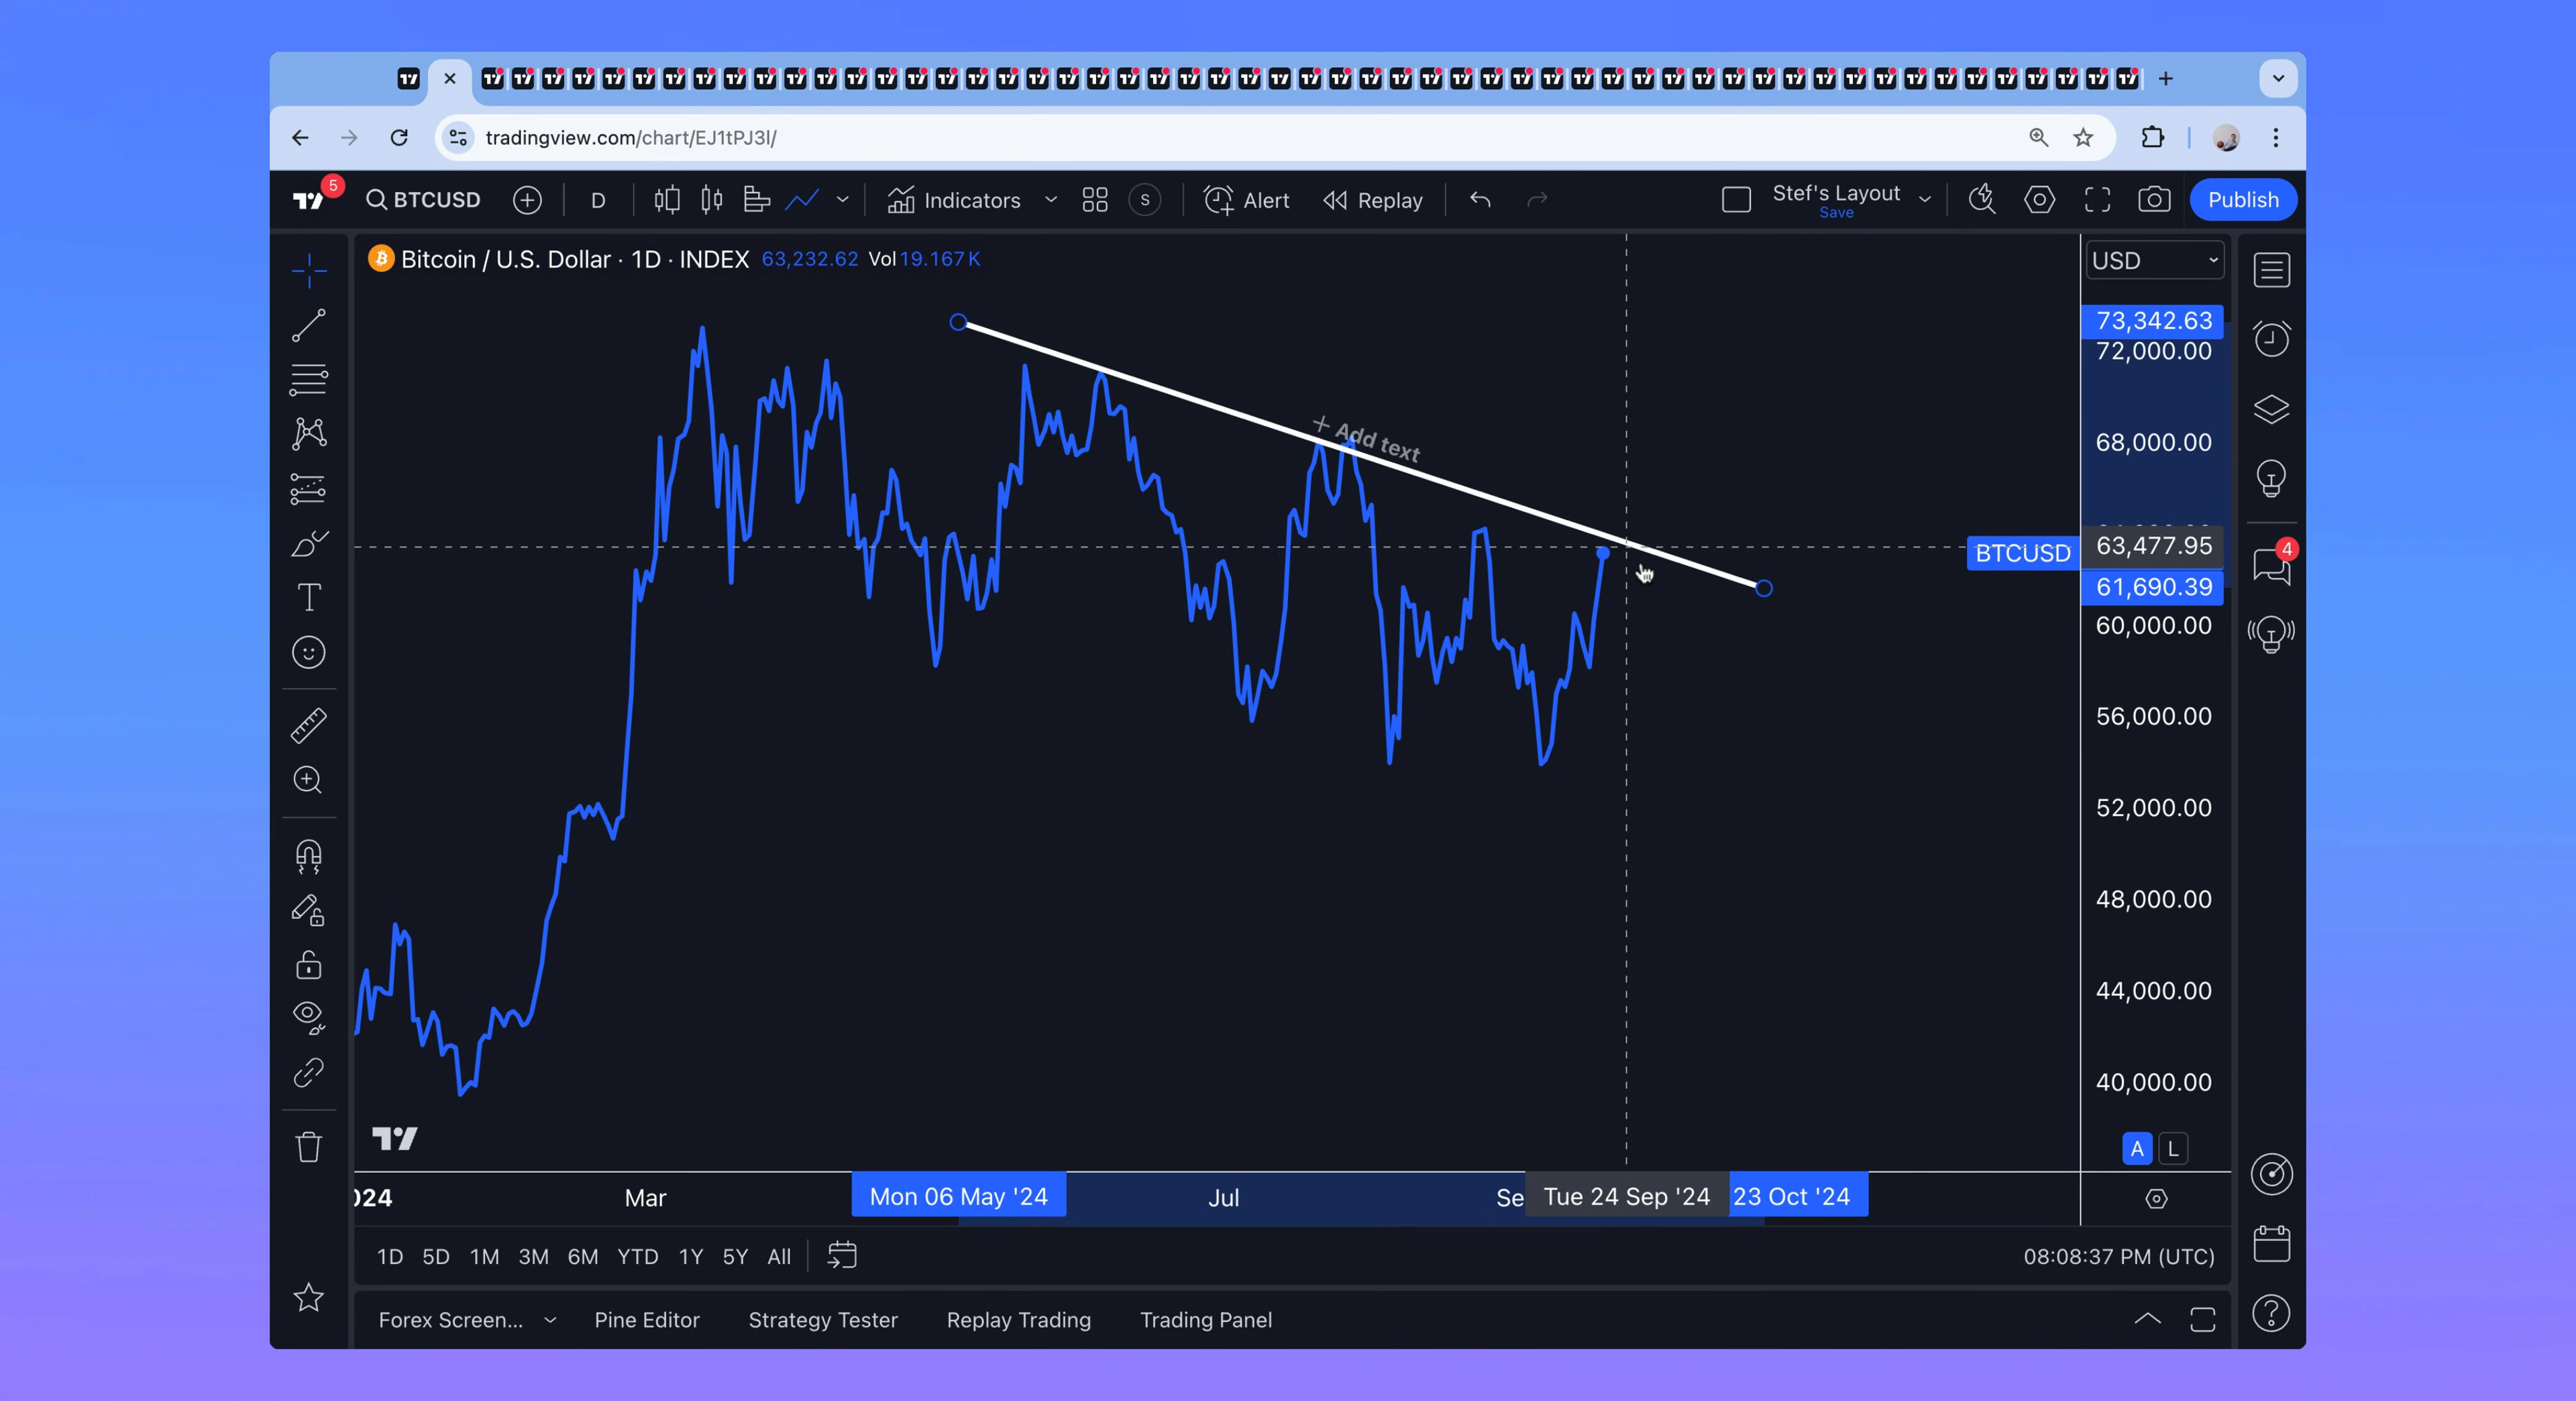 tradingview.com/chart/EJ1tPJ3I/
5
BTCUSD
D
Indicators
S
Alert
Replay
Stef's Layout
Save
Publish
Bitcoin / U.S. Dollar · 1D · INDEX 63,232.62 Vol 19.167 K
USD
73,342.63
72,000.00
+ Add text
68,000.00
63,477.95
BTCUSD
4
61,690.39
60,000.00
56,000.00
52,000.00
48,000.00
44,000.00
40,000.00
A L
024 Mar Mon 06 May '24 Jul Se Tue 24 Sep '24 23 Oct '24
1D 5D 1M 3M 6M YTD 1Y 5Y All
08:08:37 PM (UTC)
Forex Screen... Pine Editor Strategy Tester Replay Trading Trading Panel